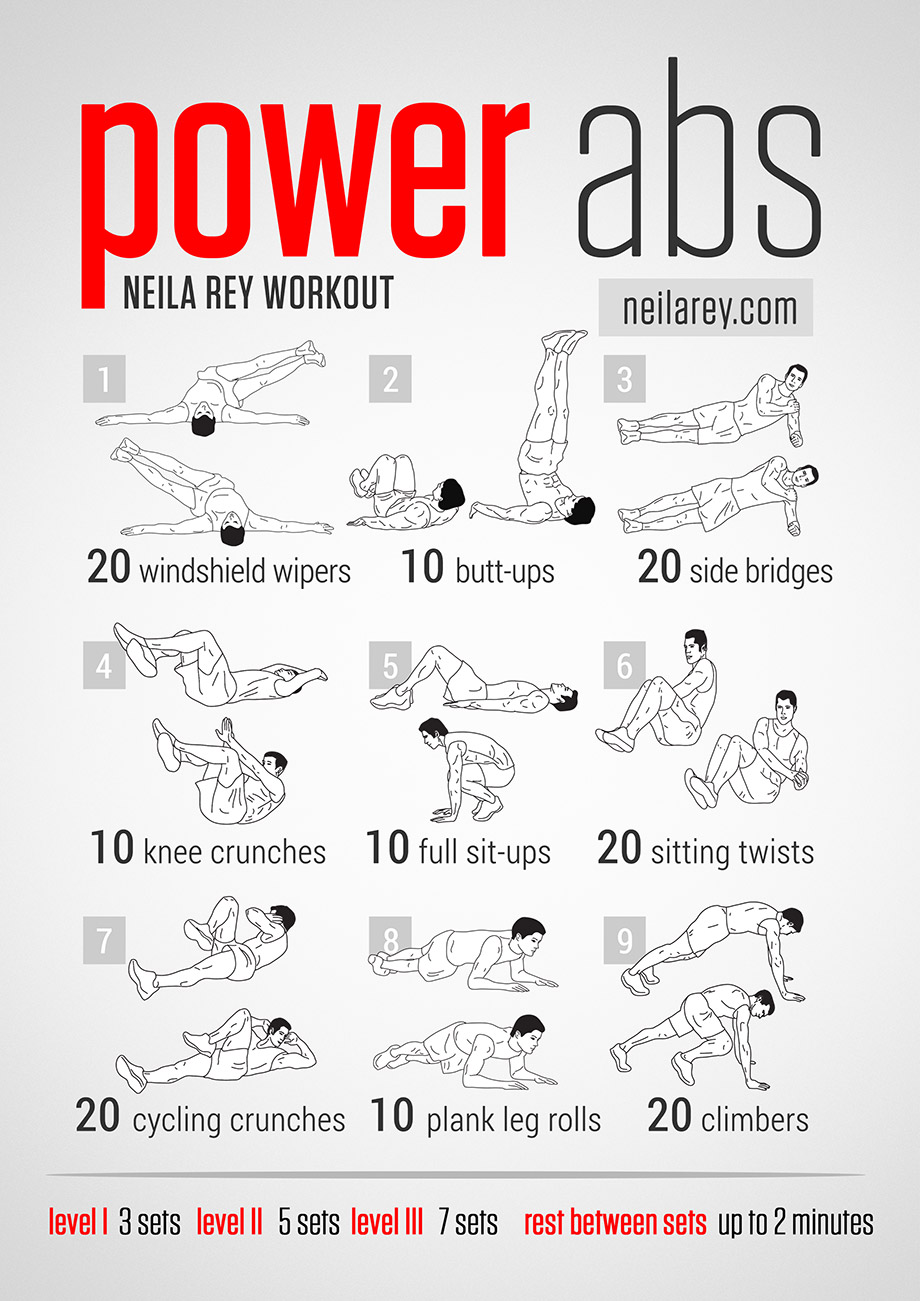 power abs
NEILA REY WORKOUT
neilarey.com
1
2
3
20 windshield wipers
10 butt-ups
20 side bridges
4
5
6
10 knee crunches
10 full sit-ups
20 sitting twists
7
8
9
20 cycling crunches
10 plank leg rolls
20 climbers
level I 3 sets level II 5 sets level III 7 sets rest between sets up to 2 minutes